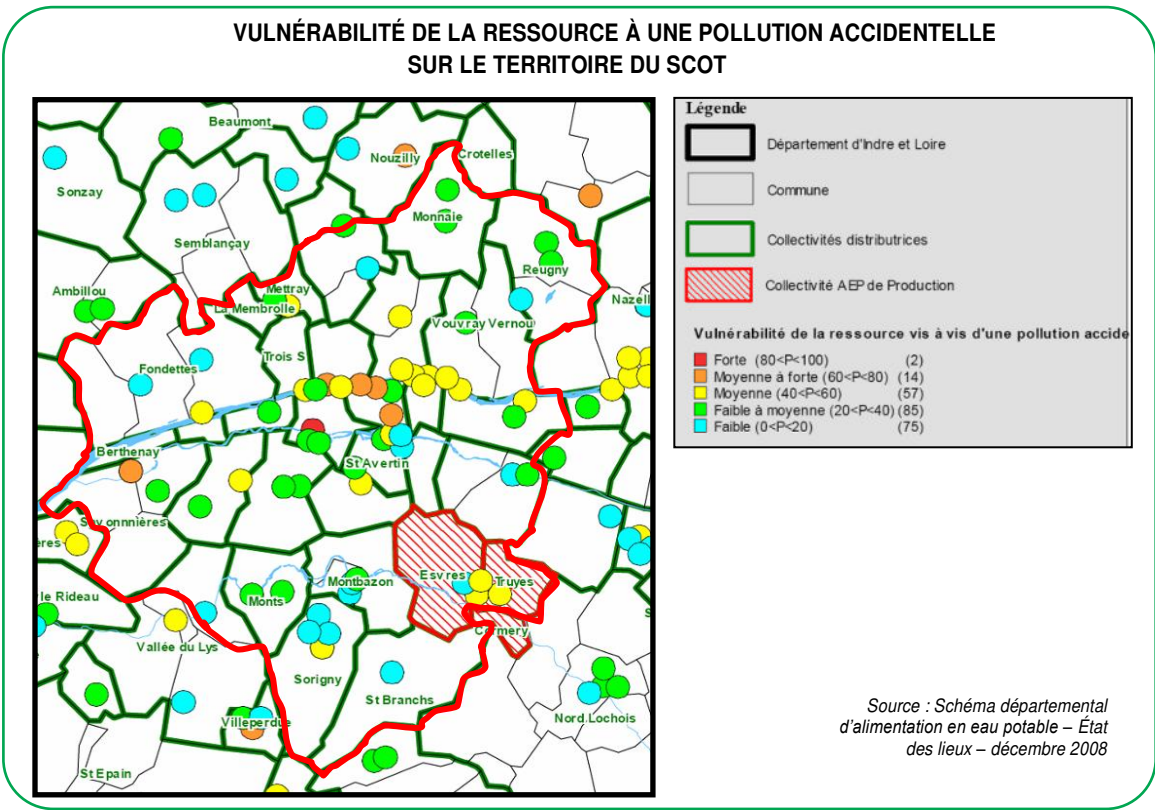 VULNÉRABILITÉ DE LA RESSOURCE À UNE POLLUTION ACCIDENTELLE
SUR LE TERRITOIRE DU SCOT
Beaumont
Nouzilly
Crotelles
Sonzay
Monnaie
Semblançay
Reugny
Ambillou
Mettray
La Membrolle
Nazell
Vouvray Vernou
Trois S
Fondettes
Berthenay
St Avertin
Savonnnières
ères
Esvres
Truyes
Montbazon
le Rideau
Monts
Cormery
Vallée du Lys
Sorigny
St Branchs
Villeperdue
Nord Lochois
St Epain
Légende
Département d'Indre et Loire
Commune
Collectivités distributrices
Collectivité AEP de Production
Vulnérabilité de la ressource vis à vis d'une pollution accide
Forte (80<P<100) (2)
Moyenne à forte (60<P<80) (14)
Moyenne (40<P<60) (57)
Faible à moyenne (20<P<40) (85)
Faible (0<P<20) (75)
Source : Schéma départemental
d'alimentation en eau potable – État
des lieux – décembre 2008